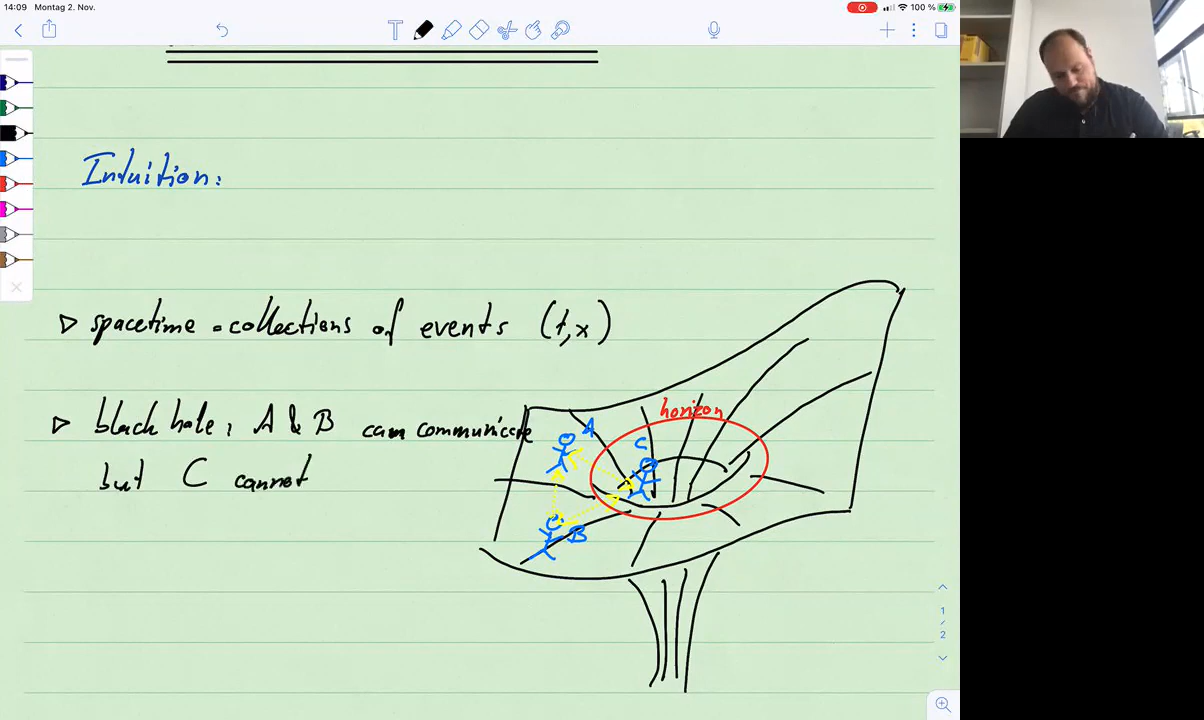 14:09 Montag 2. Nov.
100 %
T
Intuition:
▷ spacetime = collections of events (t,x)
▷ black hole: A & B can communicate
but C cannot
horizon
A
C
B
1
/
2